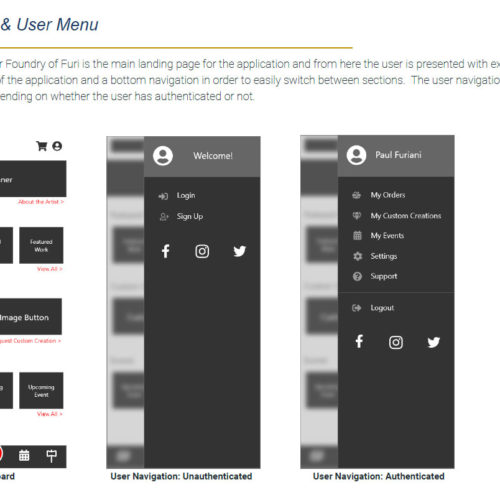 & User Menu
r Foundry of Furi is the main landing page for the application and from here the user is presented with ex
of the application and a bottom navigation in order to easily switch between sections. The user navigatio
ending on whether the user has authenticated or not.
ner
About the Artist >
Featured
Work
View All >
Image Button
quest Custom Creation >
g
Upcoming
Event
View All >
oard
Welcome!
Login
Sign Up
User Navigation: Unauthenticated
Paul Furiani
My Orders
My Custom Creations
My Events
Settings
Support
Logout
User Navigation: Authenticated